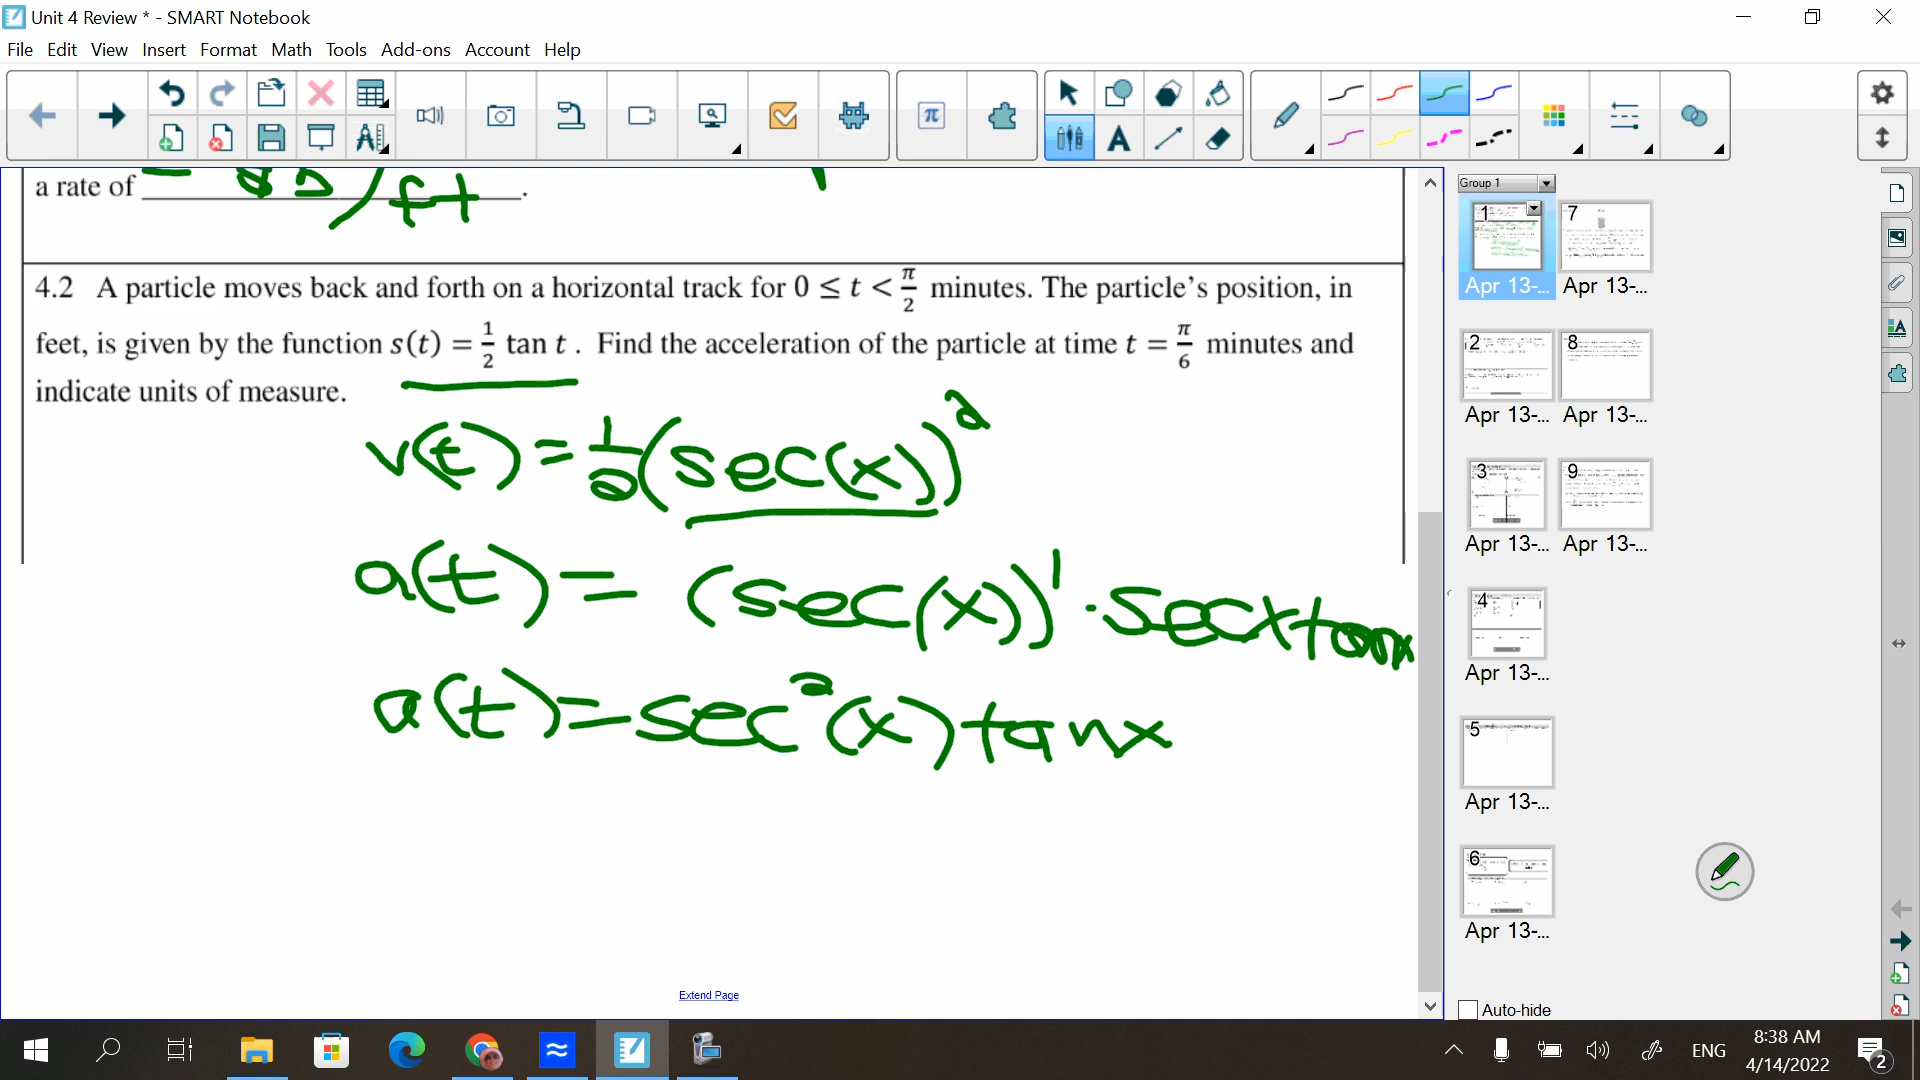 Unit 4 Review * - SMART Notebook
File Edit View Insert Format Math Tools Add-ons Account Help
π
A
a rate of /ft.
4.2 A particle moves back and forth on a horizontal track for 0 ≤ t < π/2 minutes. The particle's position, in
feet, is given by the function s(t) = 1/2 tan t . Find the acceleration of the particle at time t = π/6 minutes and
indicate units of measure.
v(t) = 1/2 (sec(x))²
a(t) = (sec(x))¹ · secxtanx
a(t) = sec²(x) tanx
Extend Page
Group 1
1
7
Apr 13-...
Apr 13-...
2
8
Apr 13-...
Apr 13-...
3
9
Apr 13-...
Apr 13-...
4
Apr 13-...
5
Apr 13-...
6
Apr 13-...
Auto-hide
ENG
8:38 AM
4/14/2022
2